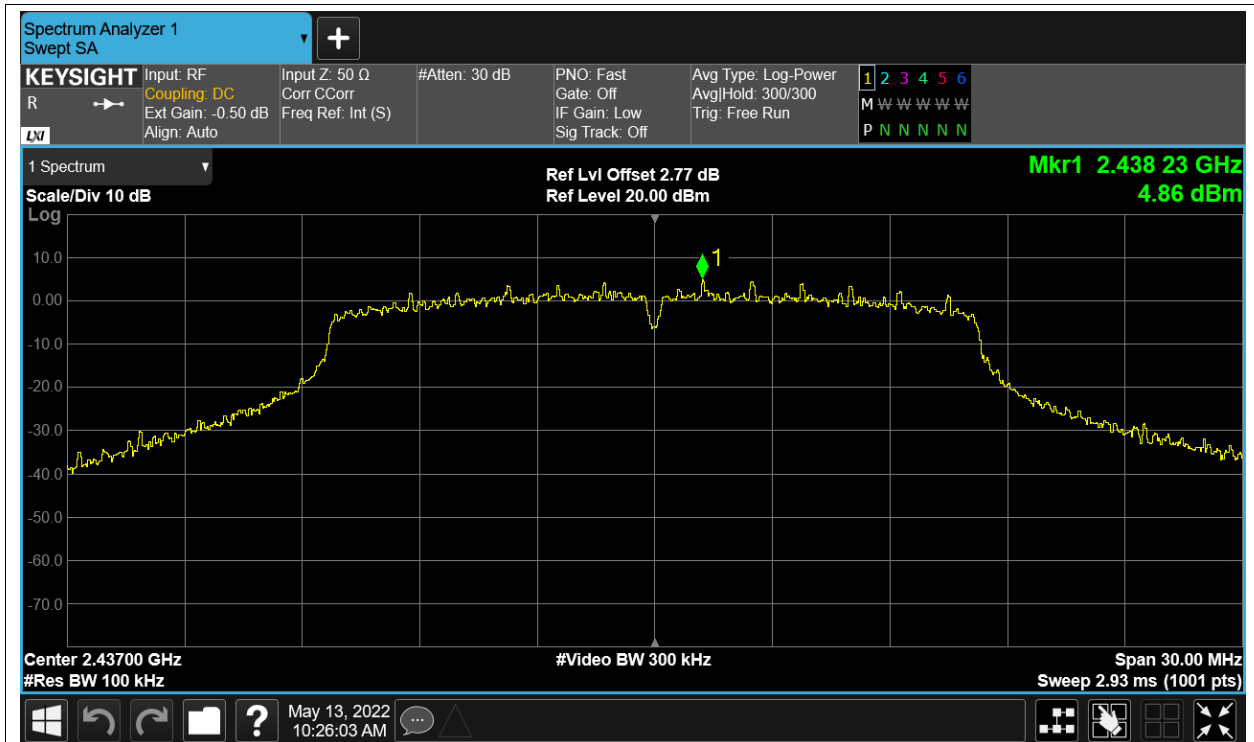 Spectrum Analyzer 1
Swept SA
KEYSIGHT
R
LXI
Input: RF
Coupling: DC
Ext Gain: -0.50 dB
Align: Auto
Input Z: 50 Ω
Corr CCorr
Freq Ref: Int (S)
#Atten: 30 dB
PNO: Fast
Gate: Off
IF Gain: Low
Sig Track: Off
Avg Type: Log-Power
Avg|Hold: 300/300
Trig: Free Run
1 2 3 4 5 6
M W W W W W
P N N N N N
1 Spectrum
Scale/Div 10 dB
Log
Ref Lvl Offset 2.77 dB
Ref Level 20.00 dBm
Mkr1 2.438 23 GHz
4.86 dBm
1
10.0
0.00
-10.0
-20.0
-30.0
-40.0
-50.0
-60.0
-70.0
Center 2.43700 GHz
#Res BW 100 kHz
#Video BW 300 kHz
Span 30.00 MHz
Sweep 2.93 ms (1001 pts)
?
May 13, 2022
10:26:03 AM